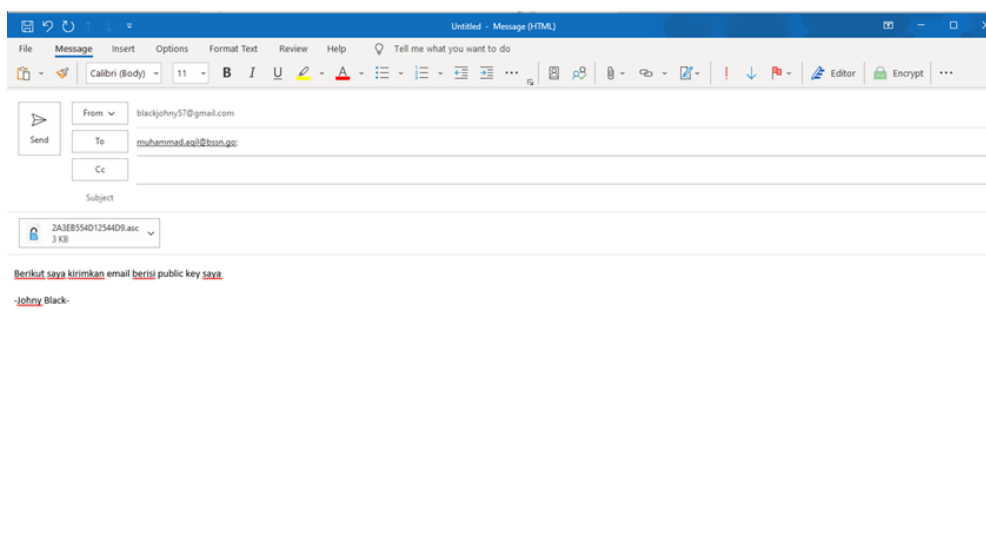 Untitled - Message (HTML)
File Message Insert Options Format Text Review Help Tell me what you want to do
Calibri (Body) 11 B I U A Editor Encrypt
From blackjohny57@gmail.com
Send
To muhammad.aqil@bssn.go;
Cc
Subject
2A3EB554D12544D9.asc
3 KB
Berikut saya kirimkan email berisi public key saya
-Johny Black-